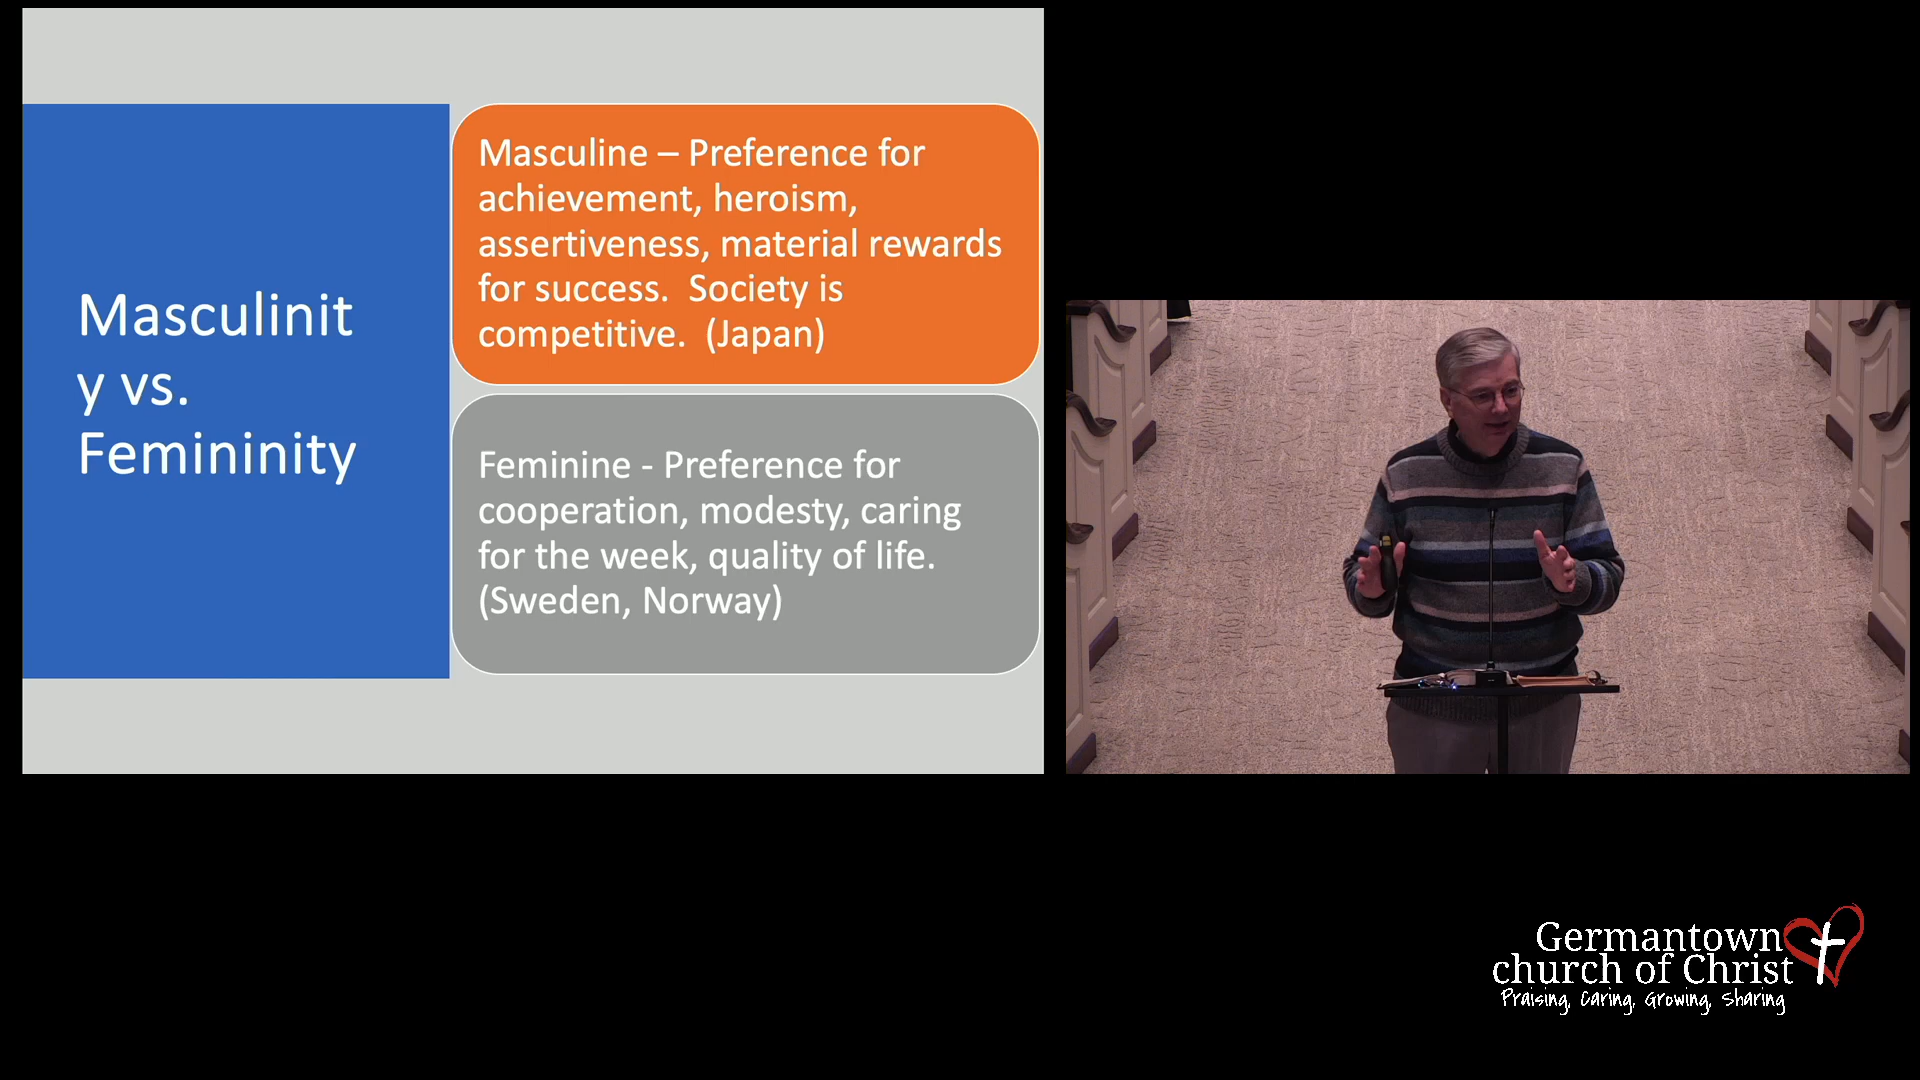 Masculinit
y vs.
Femininity
Masculine – Preference for
achievement, heroism,
assertiveness, material rewards
for success.  Society is
competitive.  (Japan)
Feminine - Preference for
cooperation, modesty, caring
for the week, quality of life.
(Sweden, Norway)
Germantown
church of Christ
Praising, Caring, Growing, Sharing